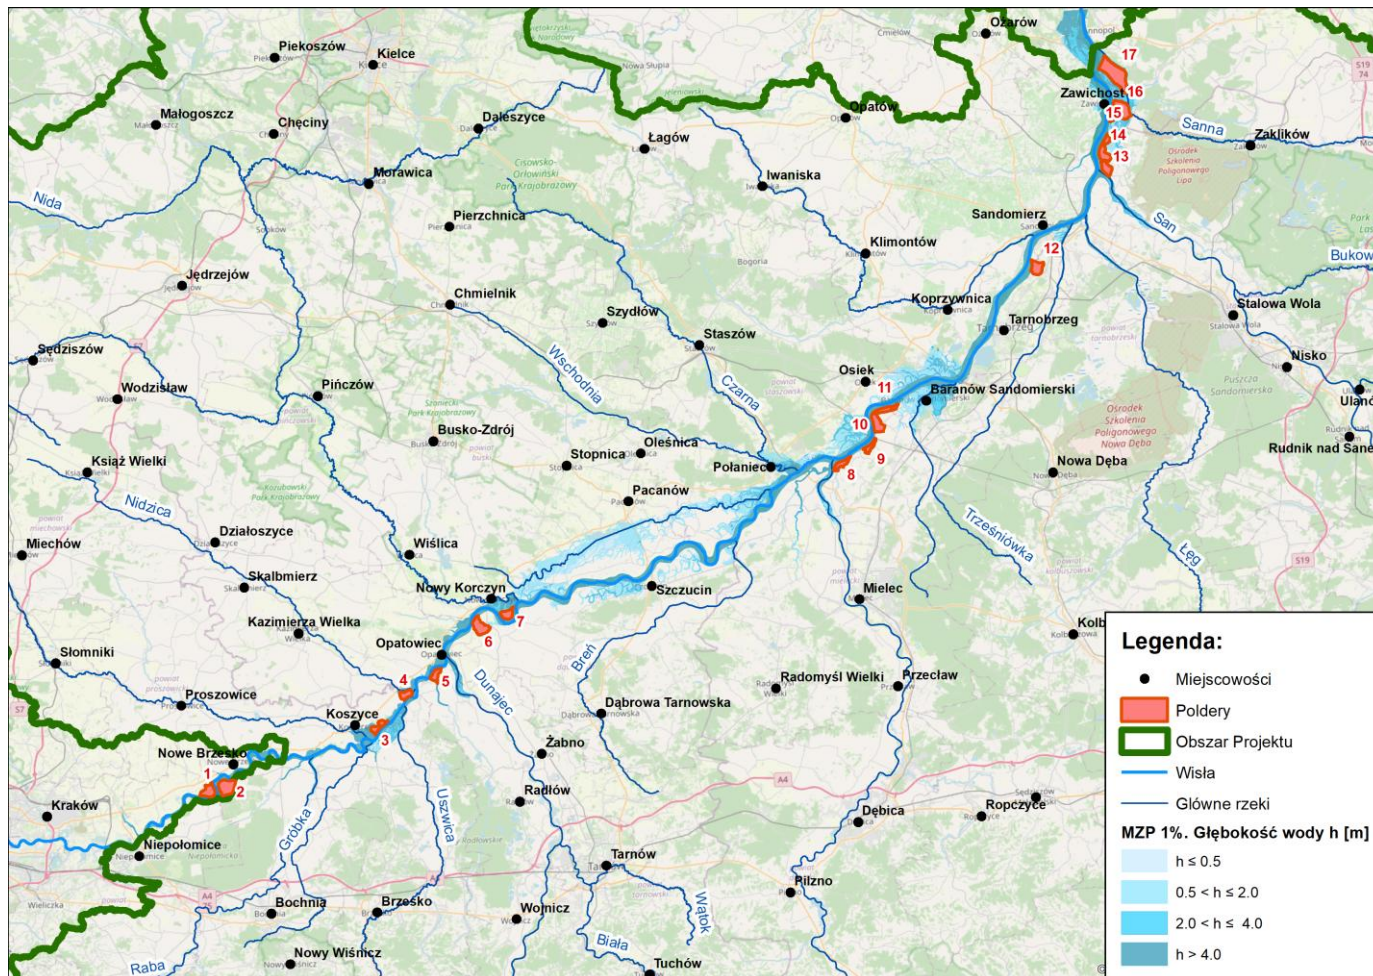 Ożarów
Piekoszów
Kielce
17
16
Zawichost
15
Małogoszcz
Chęciny
Daleszyce
Łagów
Opatów
Sanna
Zaklików
14
13
Morawica
Iwaniska
Nida
Pierzchnica
Sandomierz
San
Klimontów
12
Bukow
Jędrzejów
Chmielnik
Koprzywnica
Stalowa Wola
Szydłów
Staszów
Tarnobrzeg
Sędziszów
Wschodnia
Nisko
Wodzisław
Pińczów
Czarna
Osiek
11
Baranów Sandomierski
Ulanó
Busko-Zdrój
10
Oleśnica
Rudnik nad Sane
Książ Wielki
Stopnica
Połaniec
9
8
Nowa Dęba
Nidzica
Pacanów
Działoszyce
Trześniówka
Miechów
Wiślica
Łęg
Skalbmierz
Nowy Korczyn
Szczucin
Mielec
7
6
Kazimierza Wielka
Opatowiec
Kolb
Słomniki
Breń
Dunajec
Radomyśl Wielki
Przecław
4
5
Proszowice
Dąbrowa Tarnowska
Koszyce
3
Nowe Brzesko
Żabno
1
2
Kraków
Uszwica
Radłów
Dębica
Ropczyce
Gróbka
Niepołomice
Tarnów
Pilzno
Bochnia
Brzesko
Wojnicz
Wątok
Biała
Raba
Nowy Wiśnicz
Tuchów
Legenda:
Miejscowości
Poldery
Obszar Projektu
Wisła
Główne rzeki
MZP 1%. Głębokość wody h [m]
h ≤ 0.5
0.5 < h ≤ 2.0
2.0 < h ≤ 4.0
h > 4.0